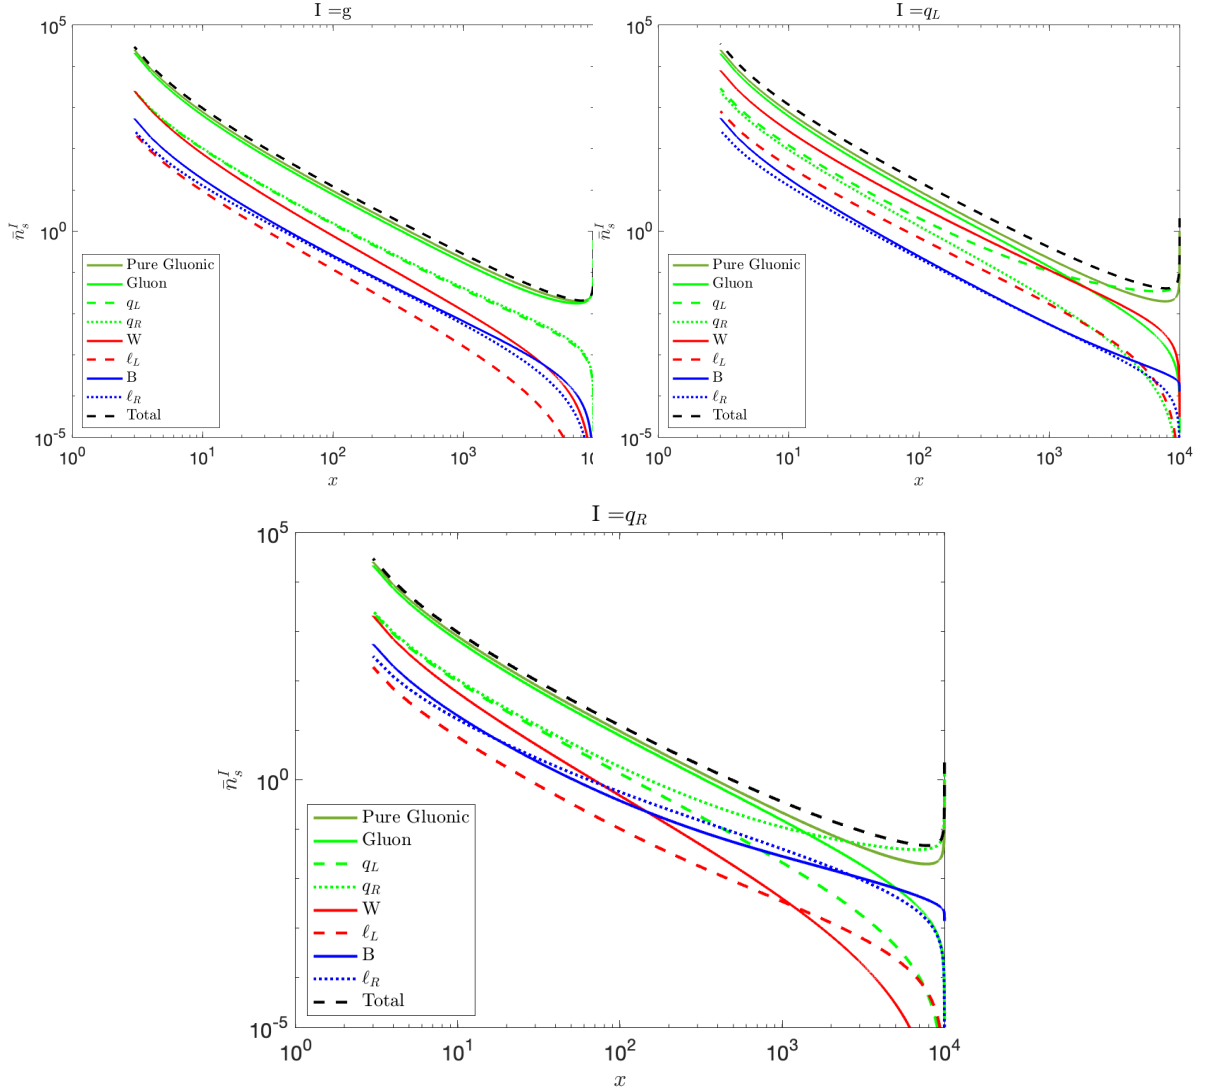 I =g
10^5
10^0
10^-5
n̄_s^I
Pure Gluonic
Gluon
q_L
q_R
W
ℓ_L
B
ℓ_R
Total
10^0
10^1
10^2
10^3
10
x
I =q_L
10^5
10^0
10^-5
n̄_s^I
Pure Gluonic
Gluon
q_L
q_R
W
ℓ_L
B
ℓ_R
Total
10^0
10^1
10^2
10^3
10^4
x
I =q_R
10^5
10^0
10^-5
n̄_s^I
Pure Gluonic
Gluon
q_L
q_R
W
ℓ_L
B
ℓ_R
Total
10^0
10^1
10^2
10^3
10^4
x